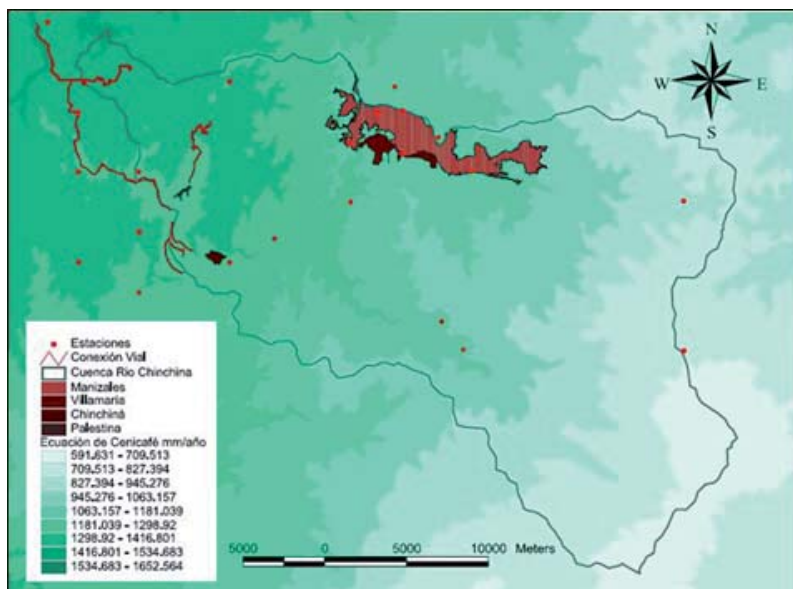 N
W E
S
Estaciones
Conexión Vial
Cuenca Rio Chinchina
Manizales
Villamaria
Chinchiná
Palestina
Ecuación de Cenicafé mm/año
591.631 - 709.513
709.513 - 827.394
827.394 - 945.276
945.276 - 1063.157
1063.157 - 1181.039
1181.039 - 1298.92
1298.92 - 1416.801
1416.801 - 1534.683
1534.683 - 1652.564
5000 0 5000 10000 Meters